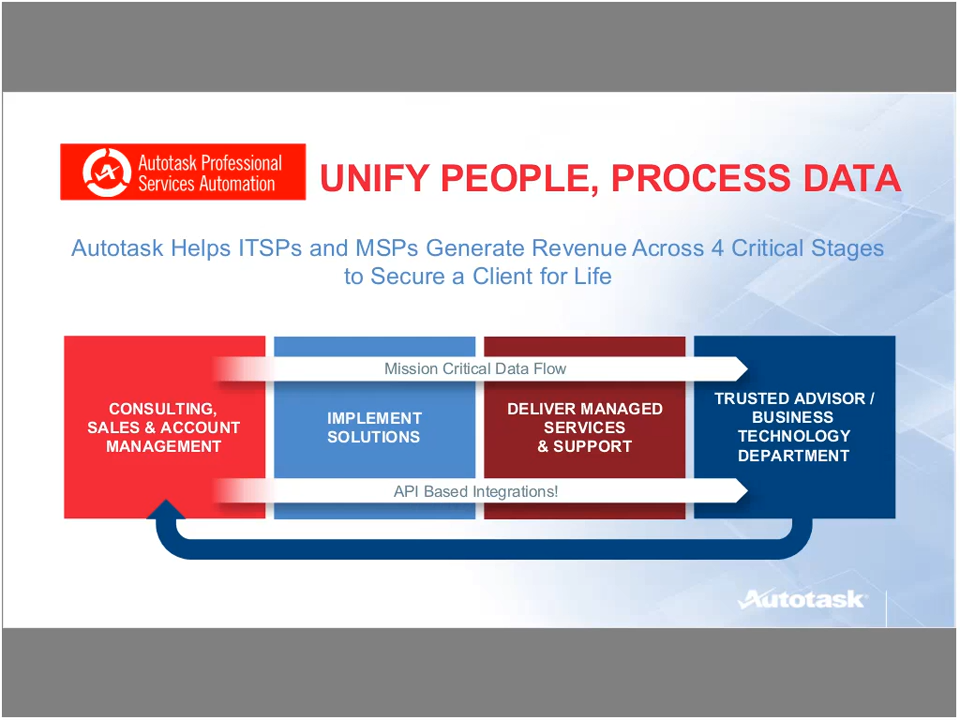 Autotask Professional
Services Automation
UNIFY PEOPLE, PROCESS DATA
Autotask Helps ITSPs and MSPs Generate Revenue Across 4 Critical Stages
to Secure a Client for Life
Mission Critical Data Flow
CONSULTING,
SALES & ACCOUNT
MANAGEMENT
IMPLEMENT
SOLUTIONS
DELIVER MANAGED
SERVICES
& SUPPORT
TRUSTED ADVISOR /
BUSINESS
TECHNOLOGY
DEPARTMENT
API Based Integrations!
Autotask